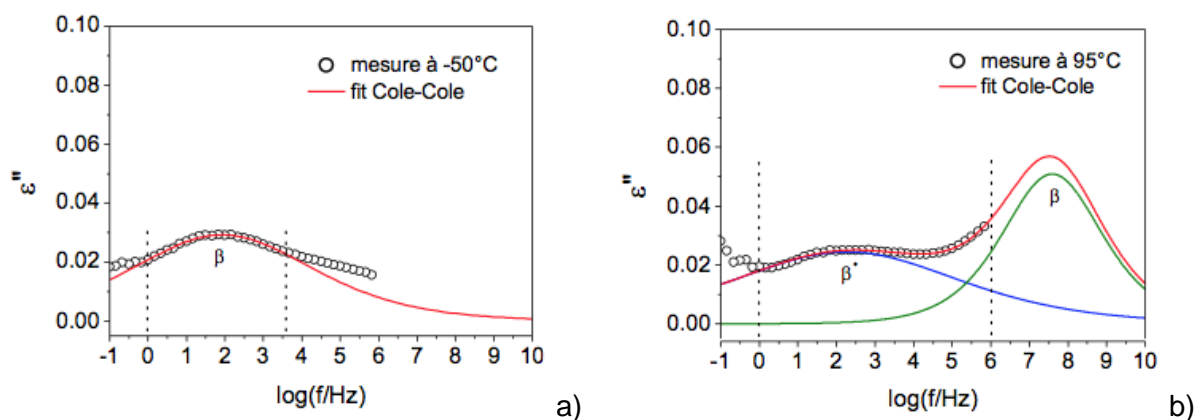 0.10
0.08
0.06
0.04
0.02
0.00
ε"
mesure à -50°C
fit Cole-Cole
β
-1 0 1 2 3 4 5 6 7 8 9 10
log(f/Hz)
a)
0.10
0.08
0.06
0.04
0.02
0.00
ε"
mesure à 95°C
fit Cole-Cole
β*
β
-1 0 1 2 3 4 5 6 7 8 9 10
log(f/Hz)
b)